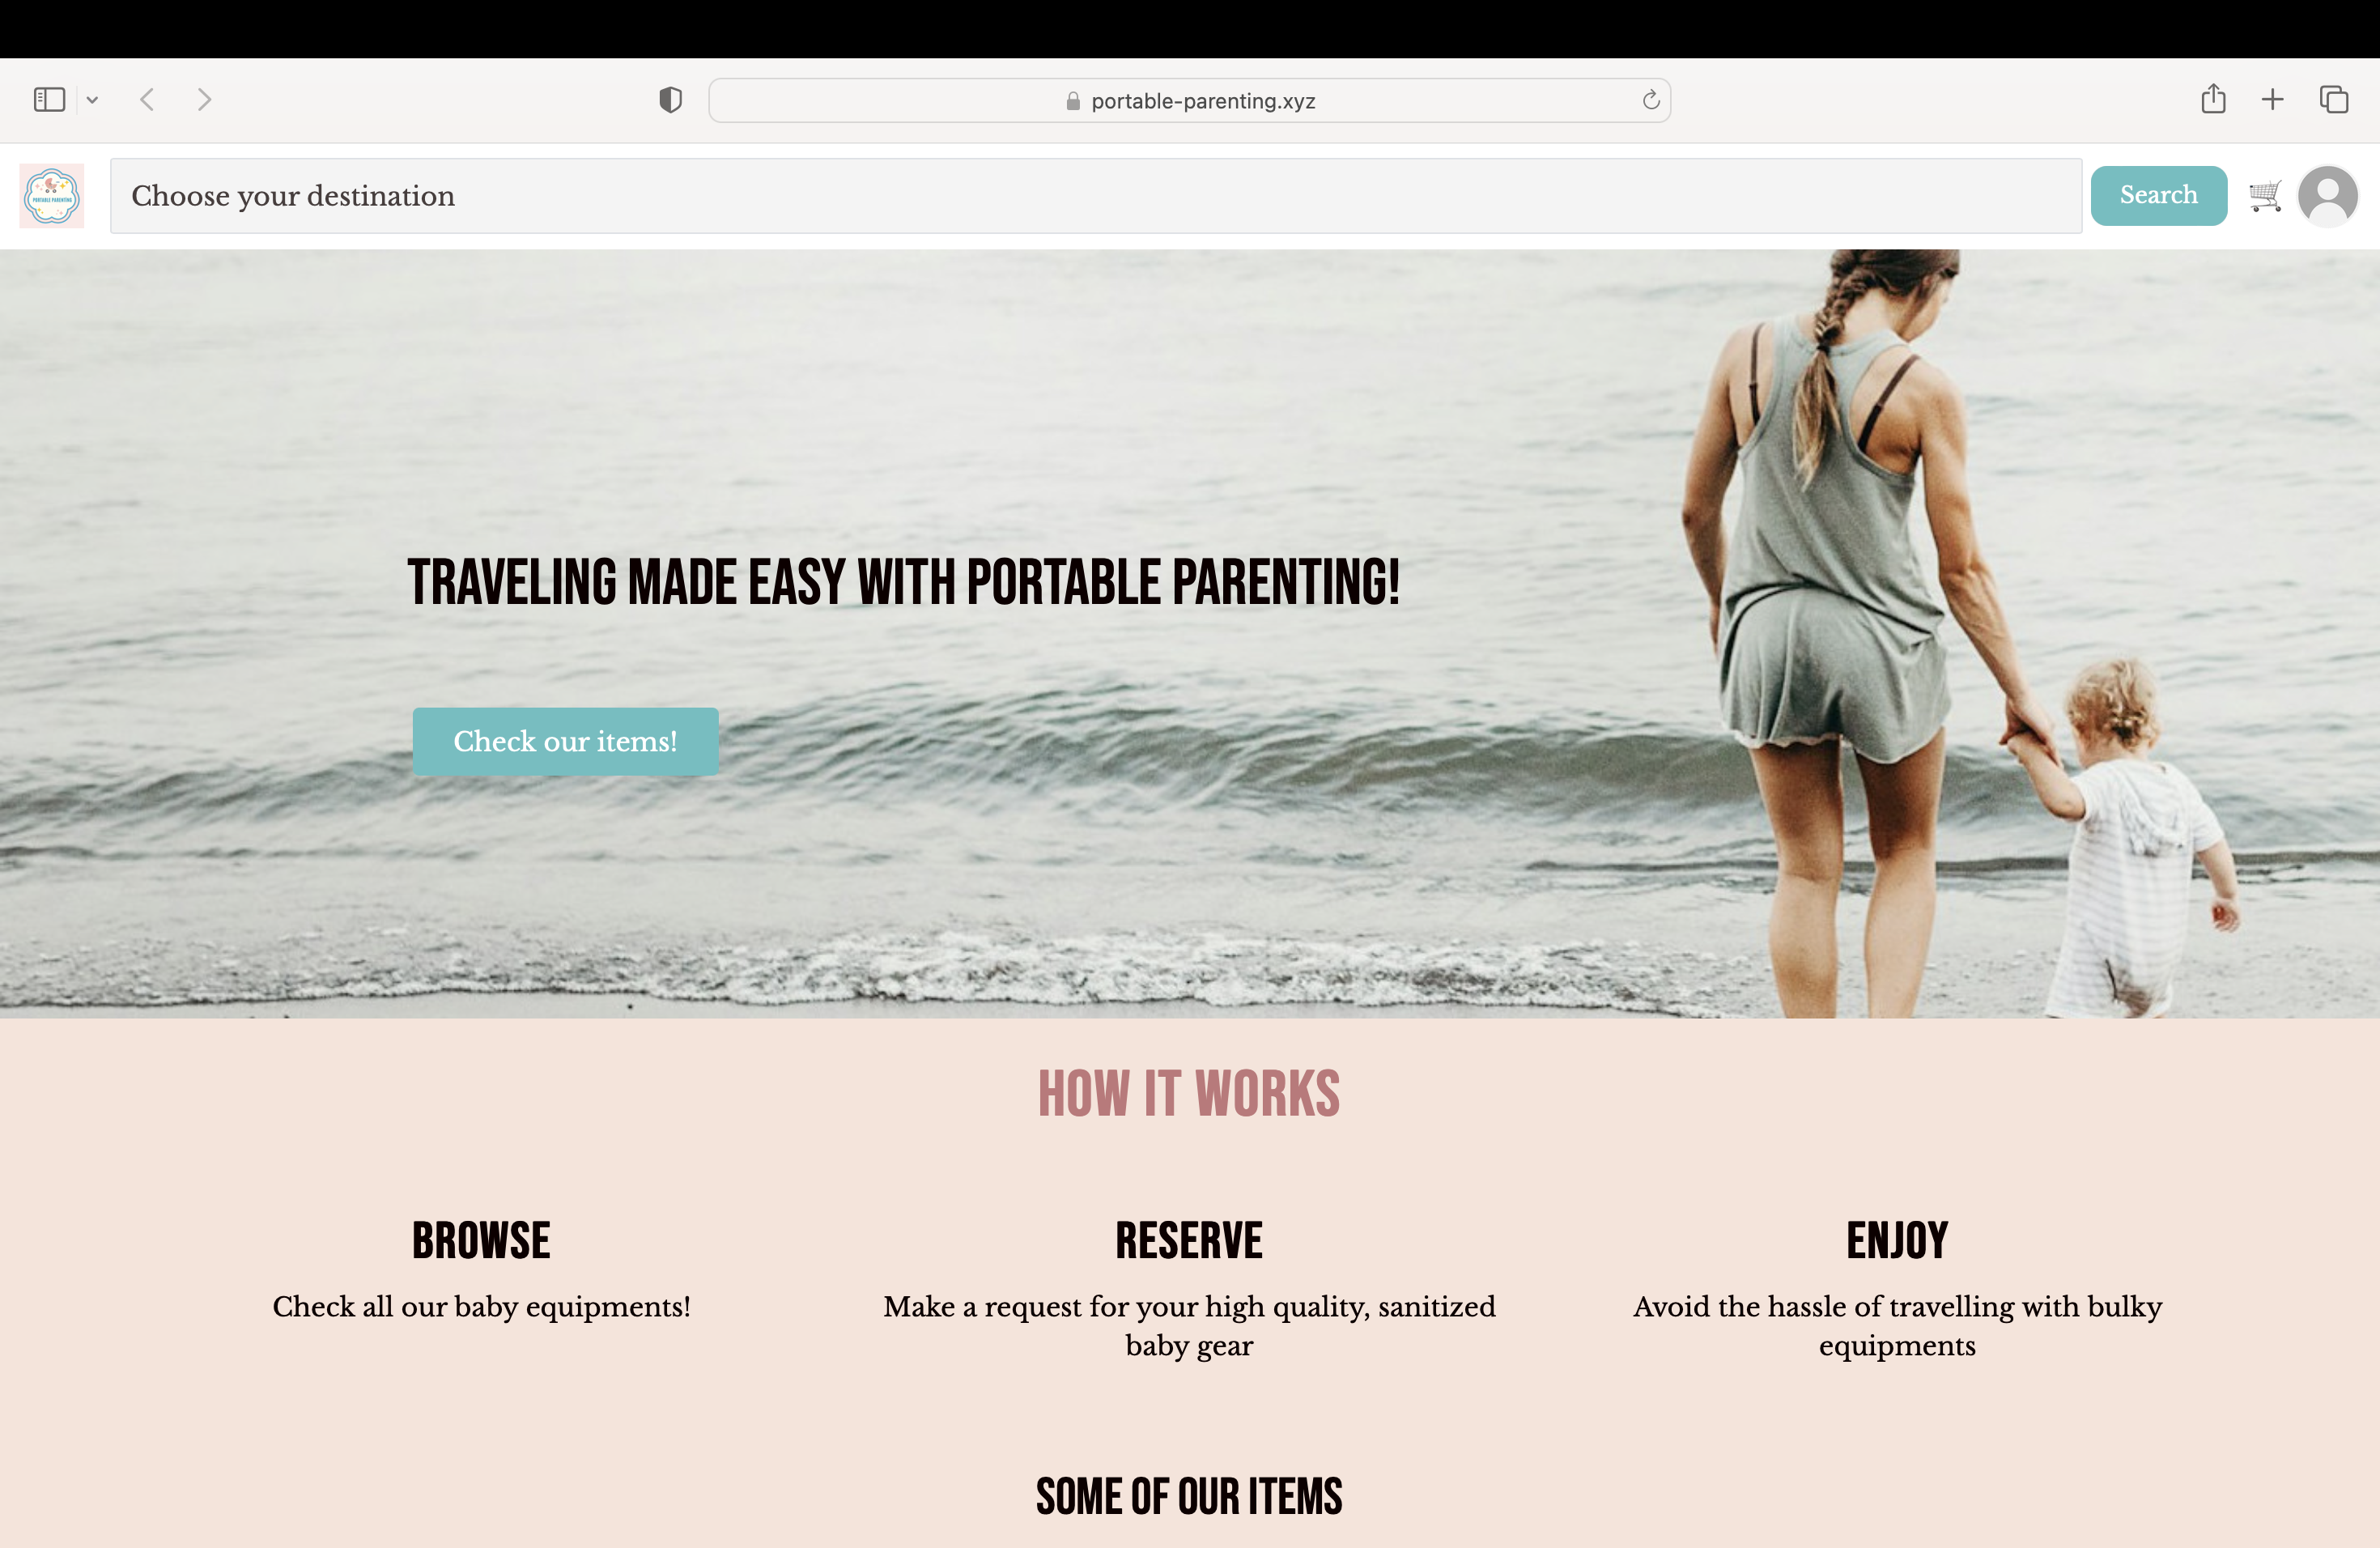 portable-parenting.xyz
PORTABLE PARENTING
Choose your destination
Search
TRAVELING MADE EASY WITH PORTABLE PARENTING!
Check our items!
HOW IT WORKS
BROWSE
Check all our baby equipments!
RESERVE
Make a request for your high quality, sanitized
baby gear
ENJOY
Avoid the hassle of travelling with bulky
equipments
SOME OF OUR ITEMS